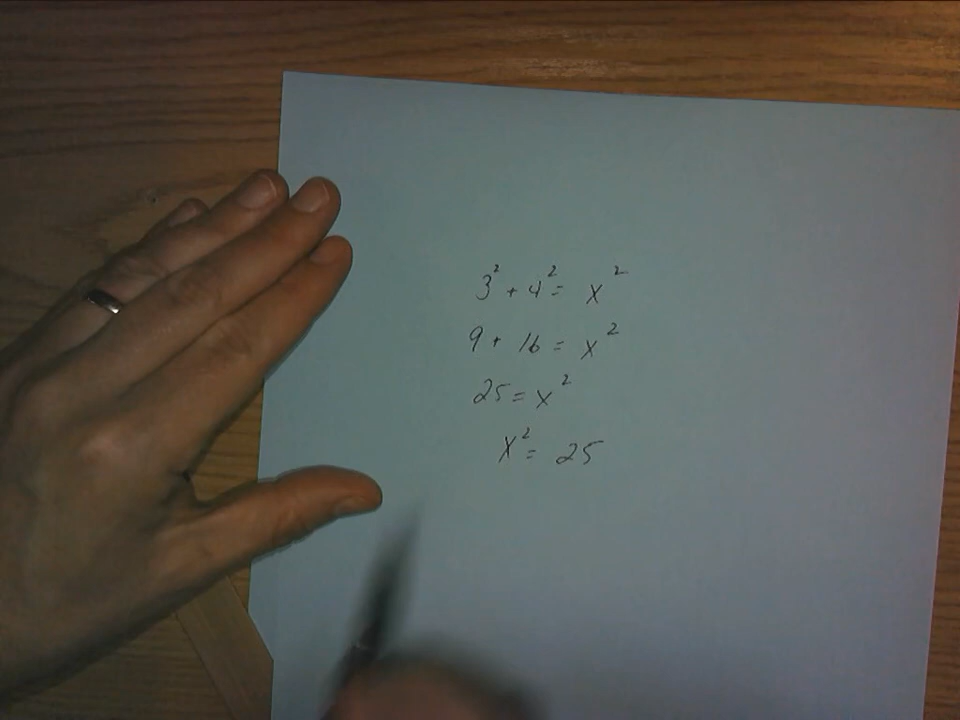 3² + 4² = x²
9 + 16 = x²
25 = x²
x² = 25